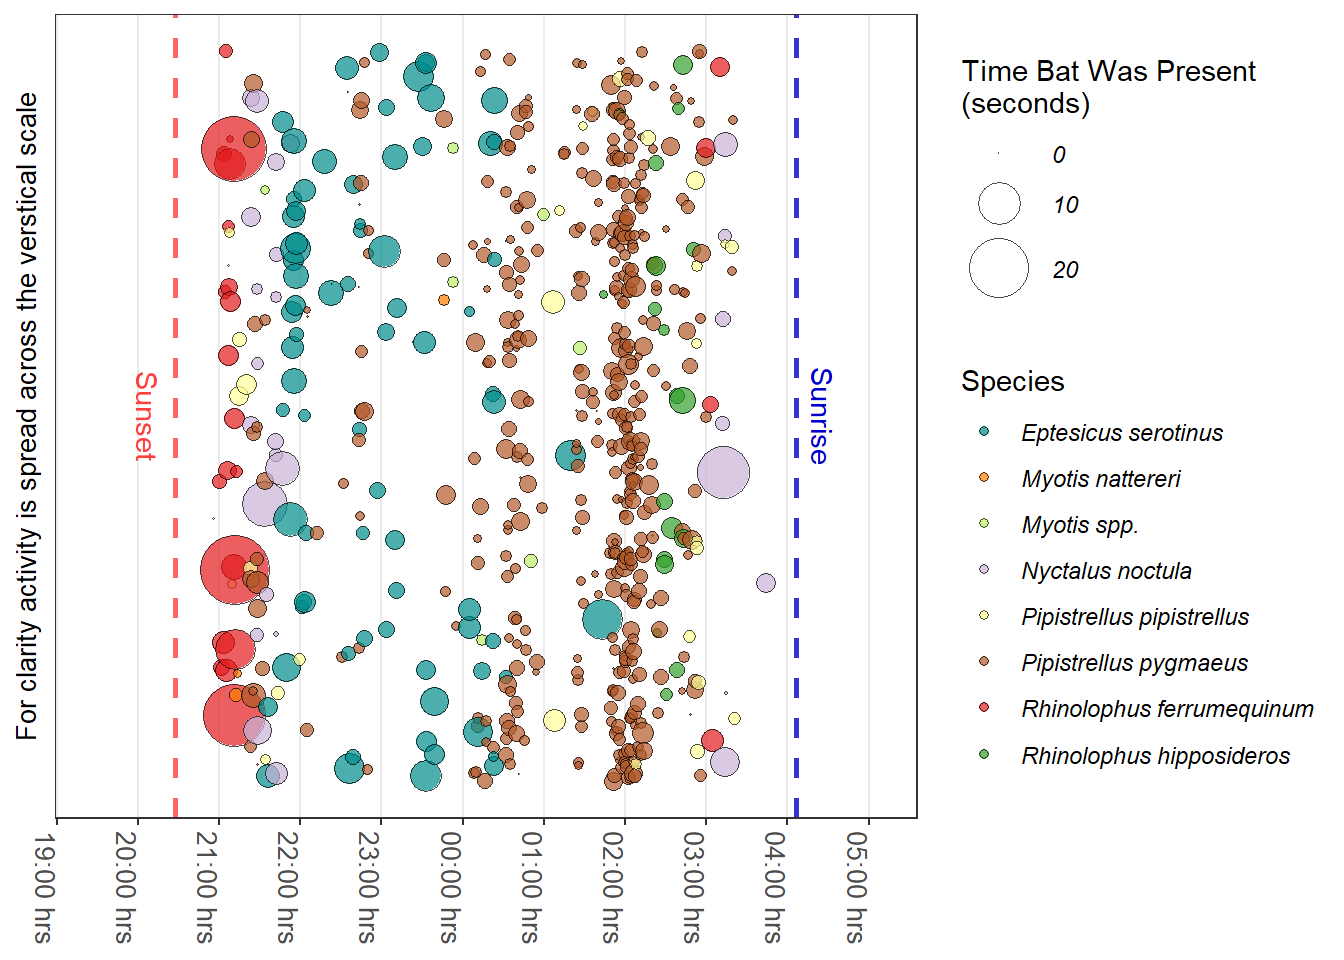 For clarity activity is spread across the verstical scale
Sunset
Sunrise
19:00 hrs
20:00 hrs
21:00 hrs
22:00 hrs
23:00 hrs
00:00 hrs
01:00 hrs
02:00 hrs
03:00 hrs
04:00 hrs
05:00 hrs
Time Bat Was Present
(seconds)
0
10
20
Species
Eptesicus serotinus
Myotis nattereri
Myotis spp.
Nyctalus noctula
Pipistrellus pipistrellus
Pipistrellus pygmaeus
Rhinolophus ferrumequinum
Rhinolophus hipposideros